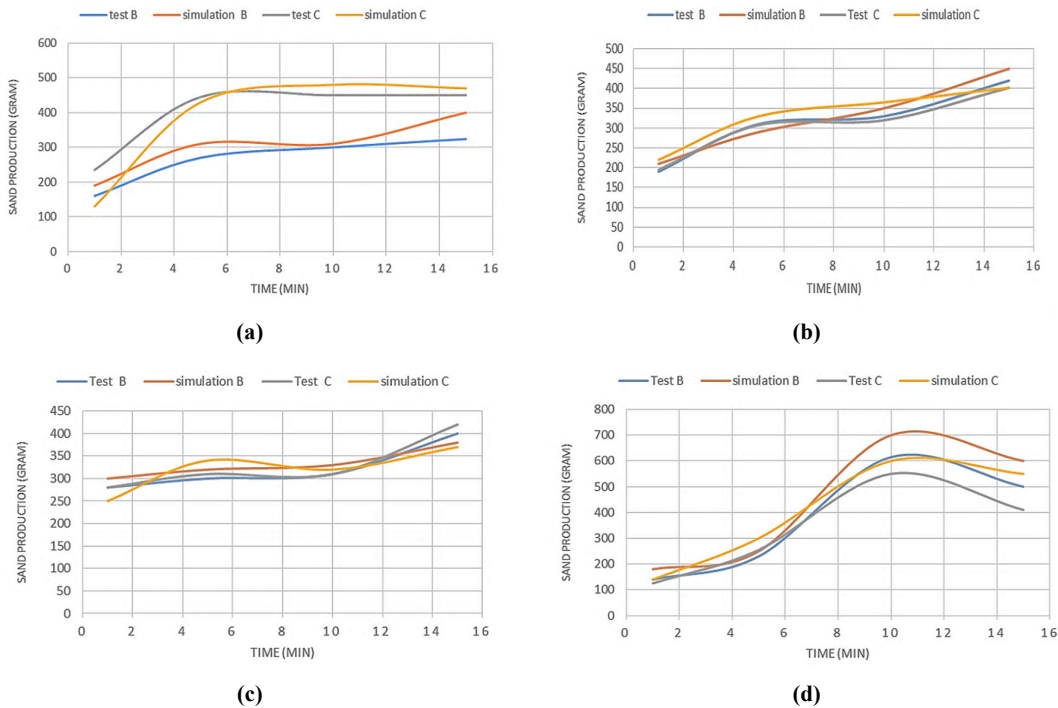 test B simulation B test C simulation C
600
500
400
300
200
100
0
0 2 4 6 8 10 12 14 16
SAND PRODUCTION (GRAM)
TIME (MIN)
(a)
test B simulation B Test C simulation C
500
450
400
350
300
250
200
150
100
50
0
0 2 4 6 8 10 12 14 16
SAND PRODUCTION (GRAM)
TIME (MIN)
(b)
Test B simulation B Test C simulation C
450
400
350
300
250
200
150
100
50
0
0 2 4 6 8 10 12 14 16
SAND PRODUCTION (GRAM)
TIME (MIN)
(c)
Test B simulation B Test C simulation C
800
700
600
500
400
300
200
100
0
0 2 4 6 8 10 12 14 16
SAND PRODUCTION (GRAM)
TIME (MIN)
(d)